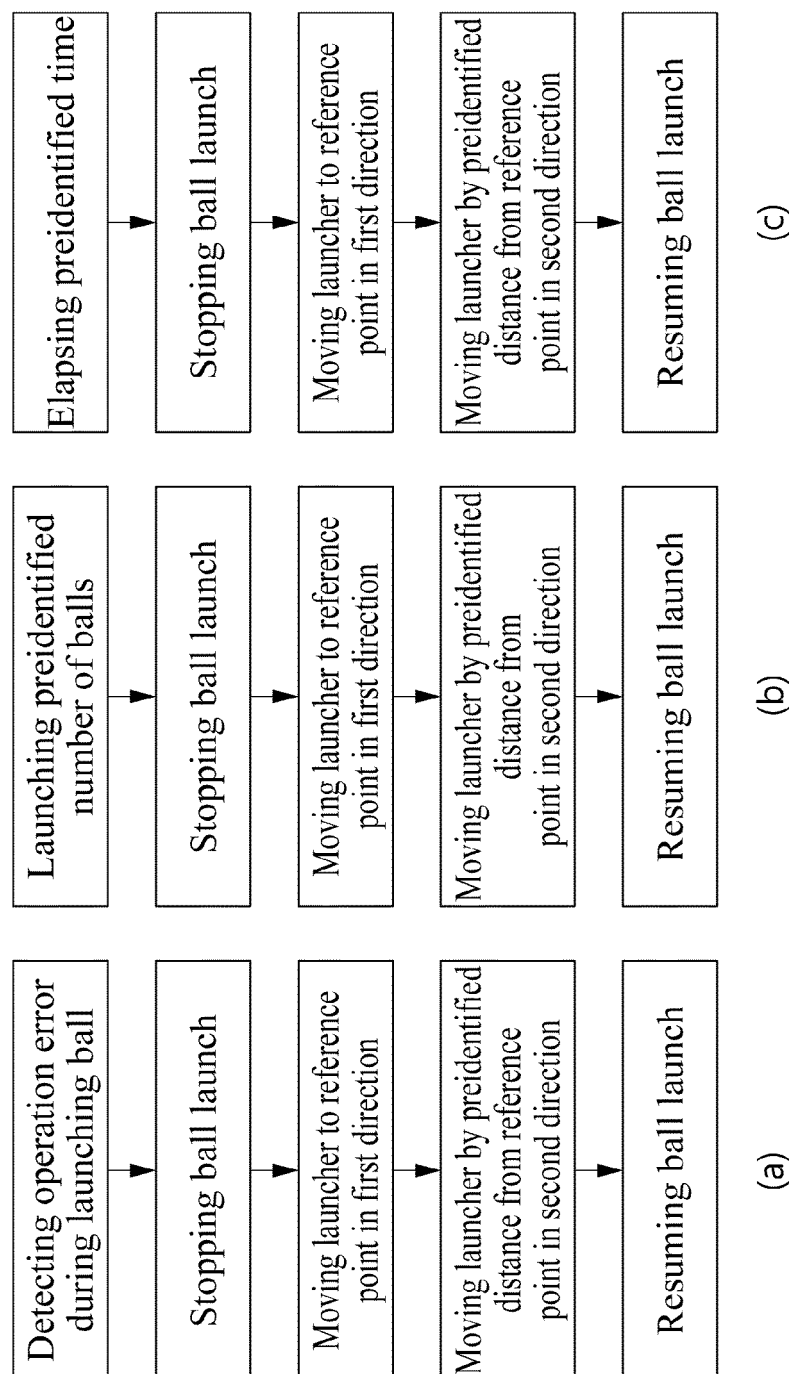 Detecting operation error
during launching ball
Stopping ball launch
Moving launcher to reference
point in first direction
Moving launcher by preidentified
distance from reference
point in second direction
Resuming ball launch
(a)
Launching preidentified
number of balls
Stopping ball launch
Moving launcher to reference
point in first direction
Moving launcher by preidentified
distance from
point in second direction
Resuming ball launch
(b)
Elapsing preidentified time
Stopping ball launch
Moving launcher to reference
point in first direction
Moving launcher by preidentified
distance from reference
point in second direction
Resuming ball launch
(c)